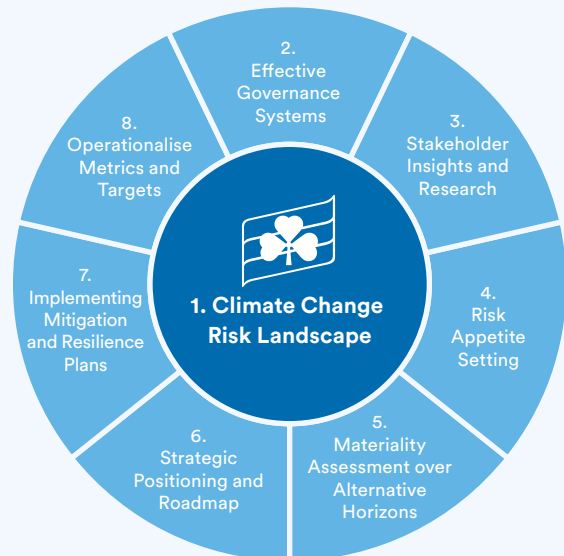 1. Climate Change
Risk Landscape
2.
Effective
Governance
Systems
3.
Stakeholder
Insights and
Research
4.
Risk
Appetite
Setting
5.
Materiality
Assessment over
Alternative
Horizons
6.
Strategic
Positioning and
Roadmap
7.
Implementing
Mitigation
and Resilience
Plans
8.
Operationalise
Metrics and
Targets